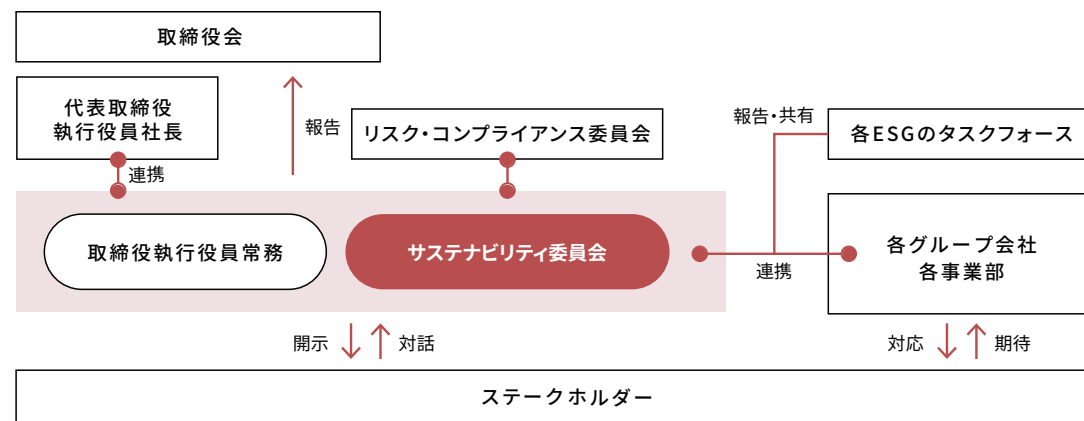 取締役会
代表取締役
執行役員社長
報告
リスク・コンプライアンス委員会
報告・共有
各ESGのタスクフォース
連携
取締役執行役員常務
サステナビリティ委員会
連携
各グループ会社
各事業部
開示
対話
対応
期待
ステークホルダー